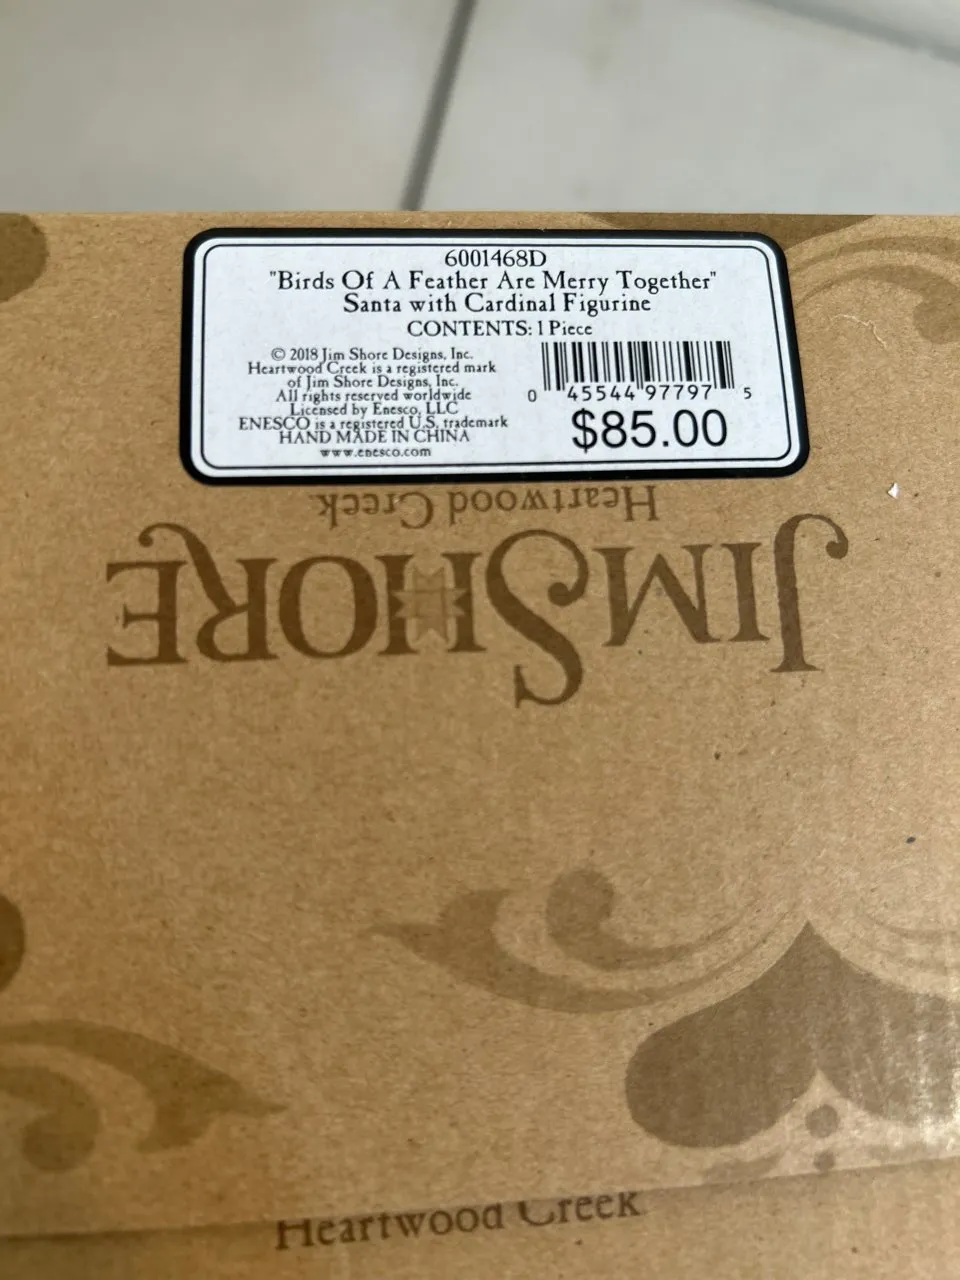 6001468D
"Birds Of A Feather Are Merry Together"
Santa with Cardinal Figurine
CONTENTS: 1 Piece
© 2018 Jim Shore Designs, Inc.
Heartwood Creek is a registered mark
of Jim Shore Designs, Inc.
All rights reserved worldwide
Licensed by Enesco, LLC
ENESCO is a registered U.S. trademark
HAND MADE IN CHINA
www.enesco.com
0 45544 97797 5
$85.00
JIM SHORE
Heartwood Creek
Heartwood Creek